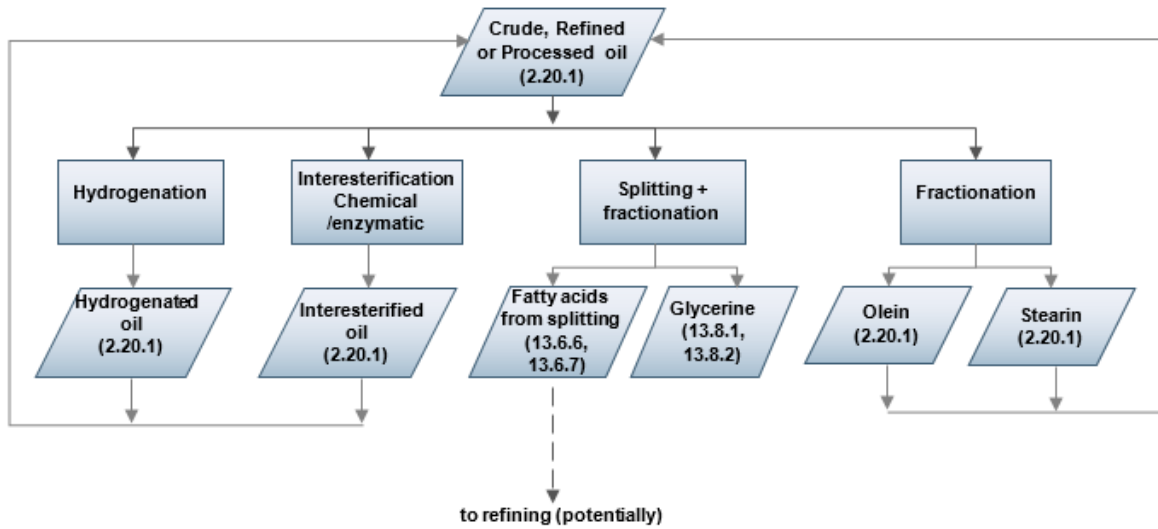 Crude, Refined
or Processed oil
(2.20.1)
Hydrogenation
Interesterification
Chemical
/enzymatic
Splitting +
fractionation
Fractionation
Hydrogenated
oil
(2.20.1)
Interesterified
oil
(2.20.1)
Fatty acids
from splitting
(13.6.6,
13.6.7)
Glycerine
(13.8.1,
13.8.2)
Olein
(2.20.1)
Stearin
(2.20.1)
to refining (potentially)